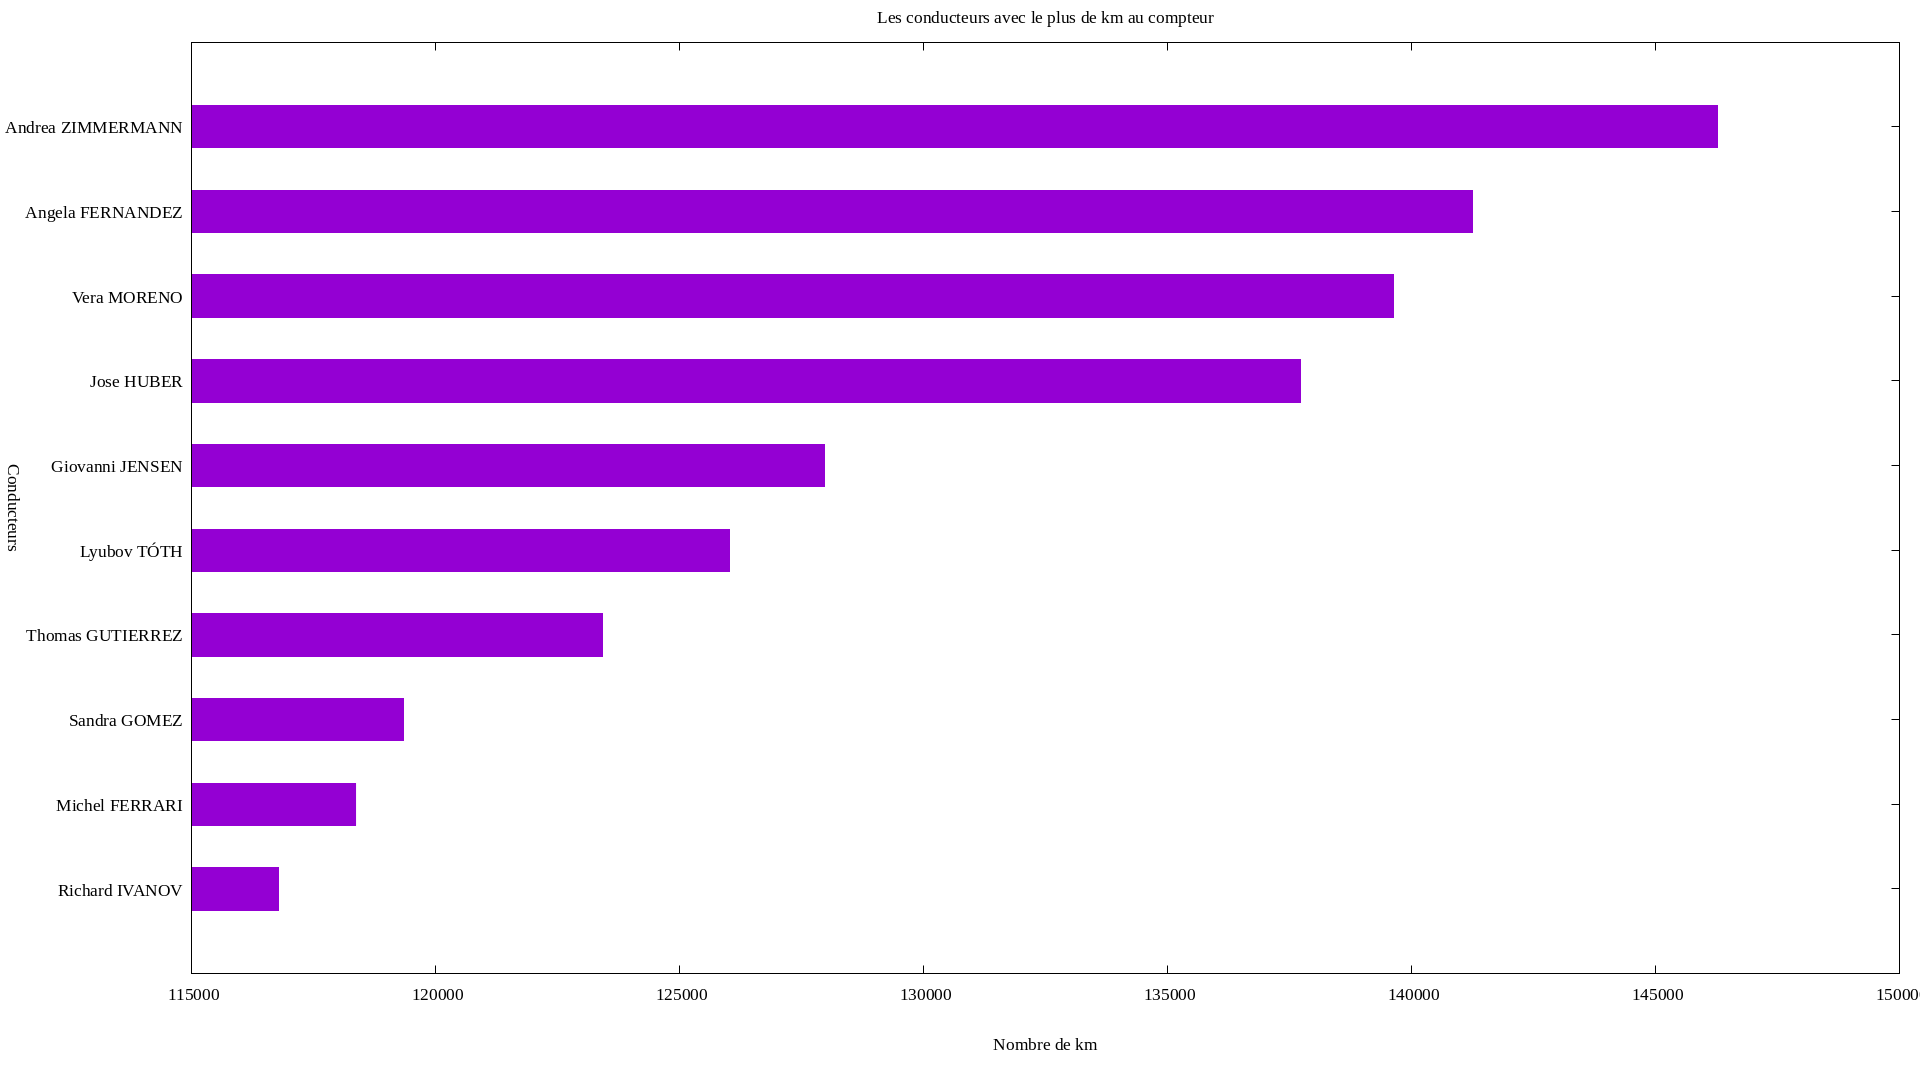 Les conducteurs avec le plus de km au compteur
Andrea ZIMMERMANN
Angela FERNANDEZ
Vera MORENO
Jose HUBER
Giovanni JENSEN
Lyubov TÓTH
Thomas GUTIERREZ
Sandra GOMEZ
Michel FERRARI
Richard IVANOV
Conducteurs
115000 120000 125000 130000 135000 140000 145000 15000
Nombre de km